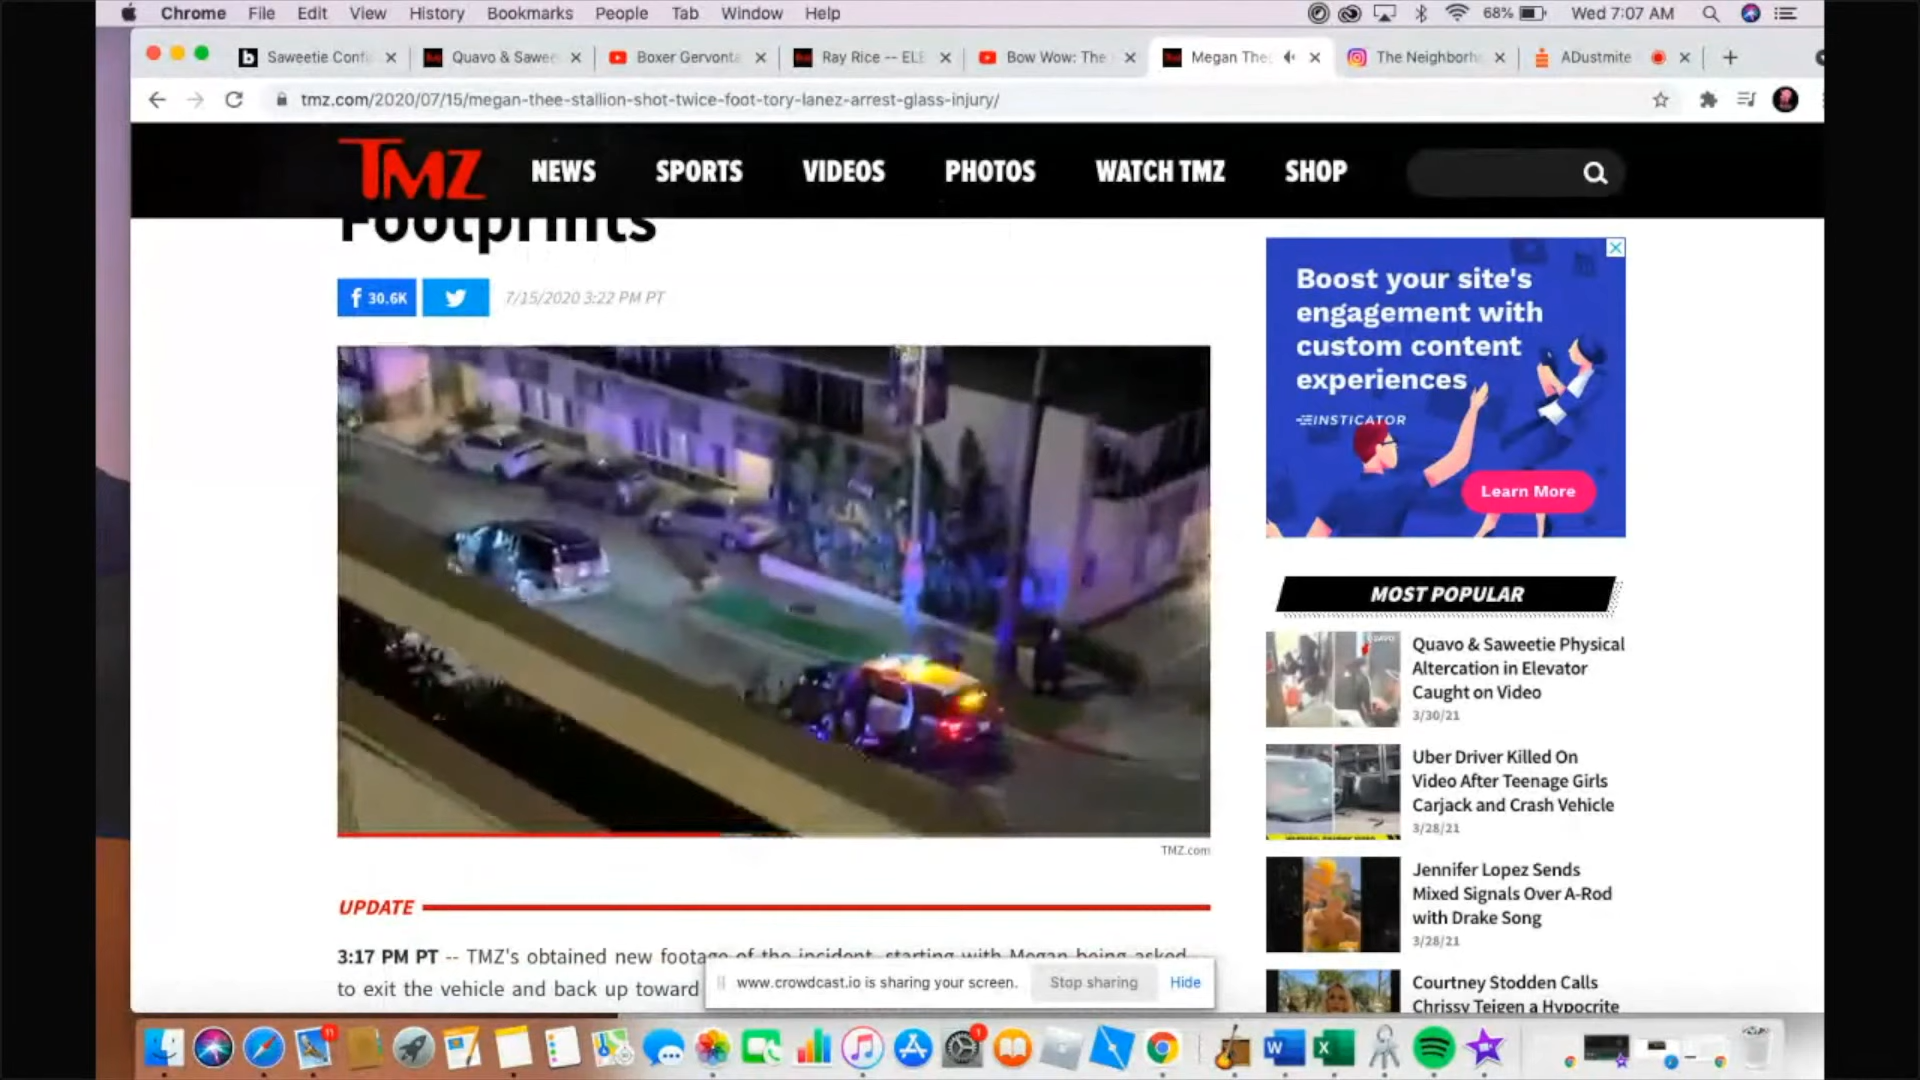 Chrome File Edit View History Bookmarks People Tab Window Help 68% Wed 7:07 AM
Saweetie Confi Quavo & Sawee Boxer Gervonta Ray Rice -- ELE Bow Wow: The Megan The The Neighborh ADustmite
tmz.com/2020/07/15/megan-thee-stallion-shot-twice-foot-tory-lanez-arrest-glass-injury/
TMZ NEWS SPORTS VIDEOS PHOTOS WATCH TMZ SHOP
Footprints
f 30.6K 7/15/2020 3:22 PM PT
Boost your site's
engagement with
custom content
experiences
INSTICATOR
Learn More
TMZ.com
MOST POPULAR
Quavo & Saweetie Physical
Altercation in Elevator
Caught on Video
3/30/21
Uber Driver Killed On
Video After Teenage Girls
Carjack and Crash Vehicle
3/28/21
Jennifer Lopez Sends
Mixed Signals Over A-Rod
with Drake Song
3/28/21
Courtney Stodden Calls
Chrissy Teigen a Hypocrite
UPDATE
3:17 PM PT -- TMZ's obtained new footage of the incident, starting with Megan being asked
to exit the vehicle and back up toward
www.crowdcast.io is sharing your screen. Stop sharing Hide